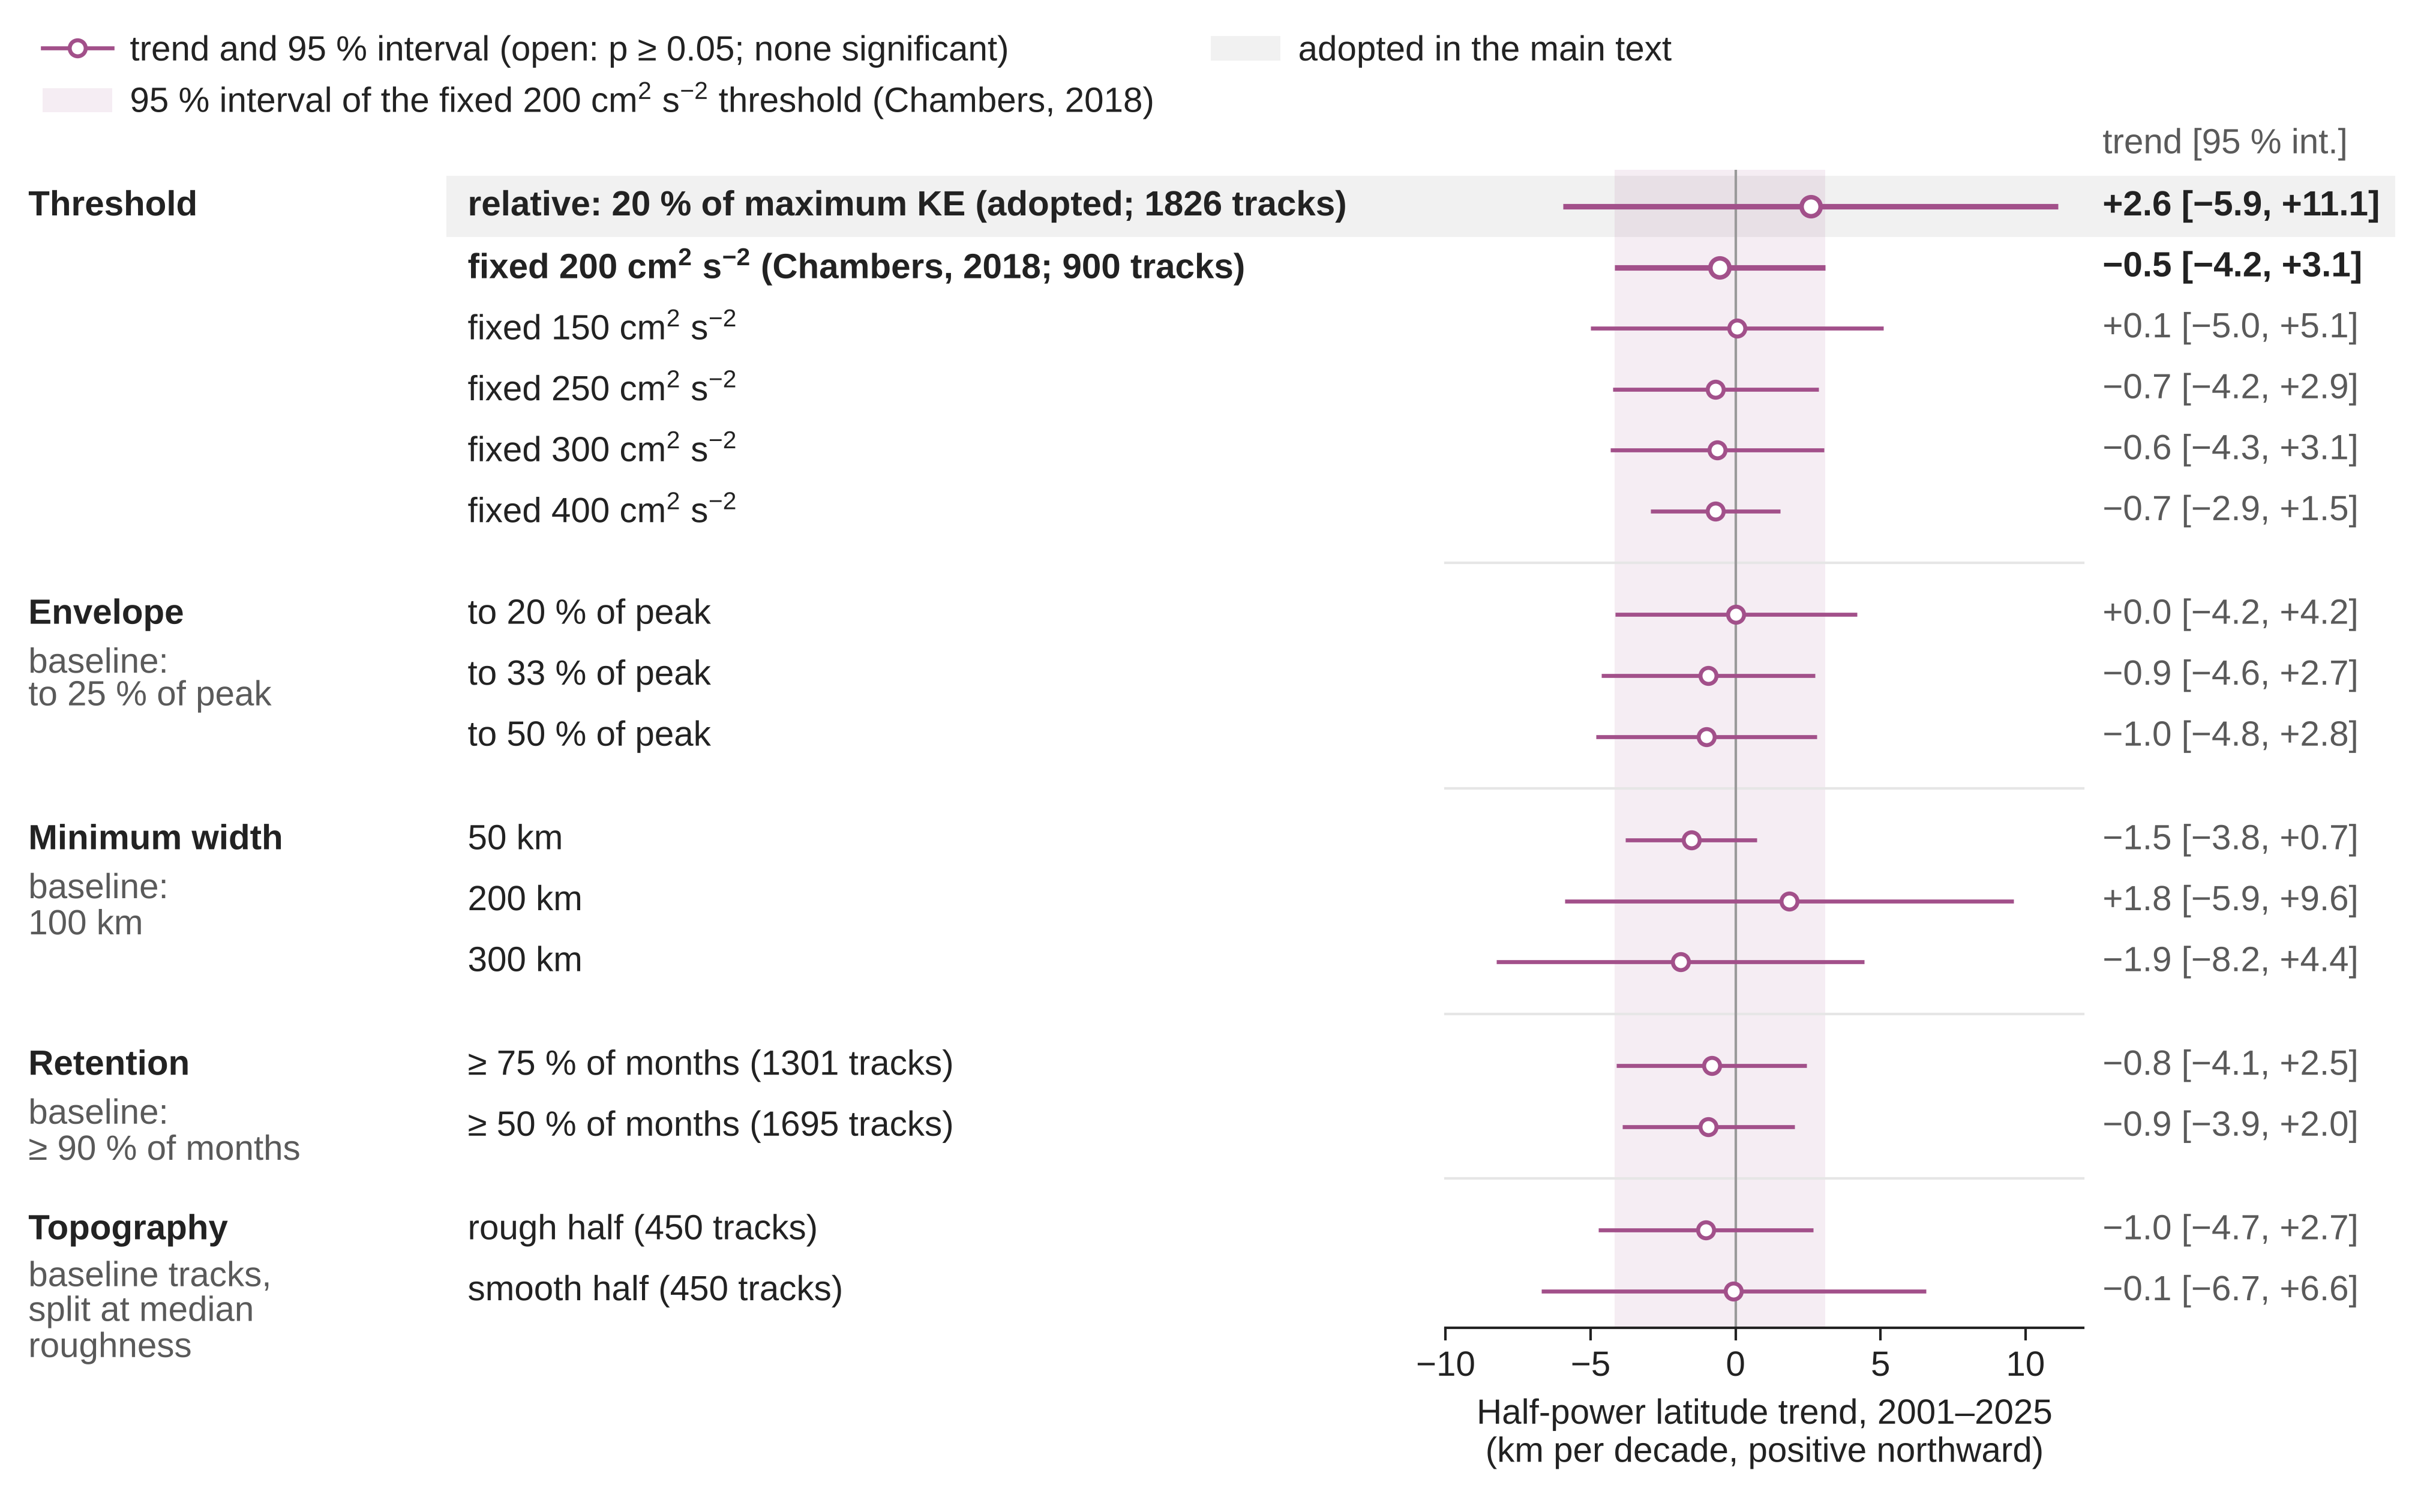 trend and 95 % interval (open: p ≥ 0.05; none significant)
adopted in the main text
95 % interval of the fixed 200 cm² s⁻² threshold (Chambers, 2018)
trend [95 % int.]
Threshold
relative: 20 % of maximum KE (adopted; 1826 tracks)
+2.6 [−5.9, +11.1]
fixed 200 cm² s⁻² (Chambers, 2018; 900 tracks)
−0.5 [−4.2, +3.1]
fixed 150 cm² s⁻²
+0.1 [−5.0, +5.1]
fixed 250 cm² s⁻²
−0.7 [−4.2, +2.9]
fixed 300 cm² s⁻²
−0.6 [−4.3, +3.1]
fixed 400 cm² s⁻²
−0.7 [−2.9, +1.5]
Envelope
baseline:
to 25 % of peak
to 20 % of peak
+0.0 [−4.2, +4.2]
to 33 % of peak
−0.9 [−4.6, +2.7]
to 50 % of peak
−1.0 [−4.8, +2.8]
Minimum width
baseline:
100 km
50 km
−1.5 [−3.8, +0.7]
200 km
+1.8 [−5.9, +9.6]
300 km
−1.9 [−8.2, +4.4]
Retention
baseline:
≥ 90 % of months
≥ 75 % of months (1301 tracks)
−0.8 [−4.1, +2.5]
≥ 50 % of months (1695 tracks)
−0.9 [−3.9, +2.0]
Topography
baseline tracks,
split at median
roughness
rough half (450 tracks)
−1.0 [−4.7, +2.7]
smooth half (450 tracks)
−0.1 [−6.7, +6.6]
−10 −5 0 5 10
Half-power latitude trend, 2001–2025
(km per decade, positive northward)